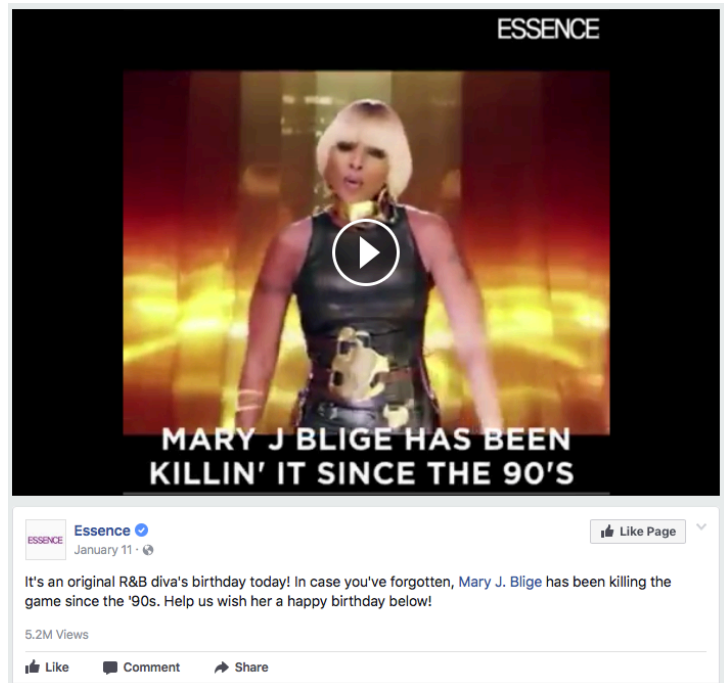 ESSENCE
MARY J BLIGE HAS BEEN
KILLIN' IT SINCE THE 90'S
ESSENCE
Essence
Like Page
January 11 ·
It's an original R&B diva's birthday today! In case you've forgotten, Mary J. Blige has been killing the
game since the '90s. Help us wish her a happy birthday below!
5.2M Views
Like Comment Share